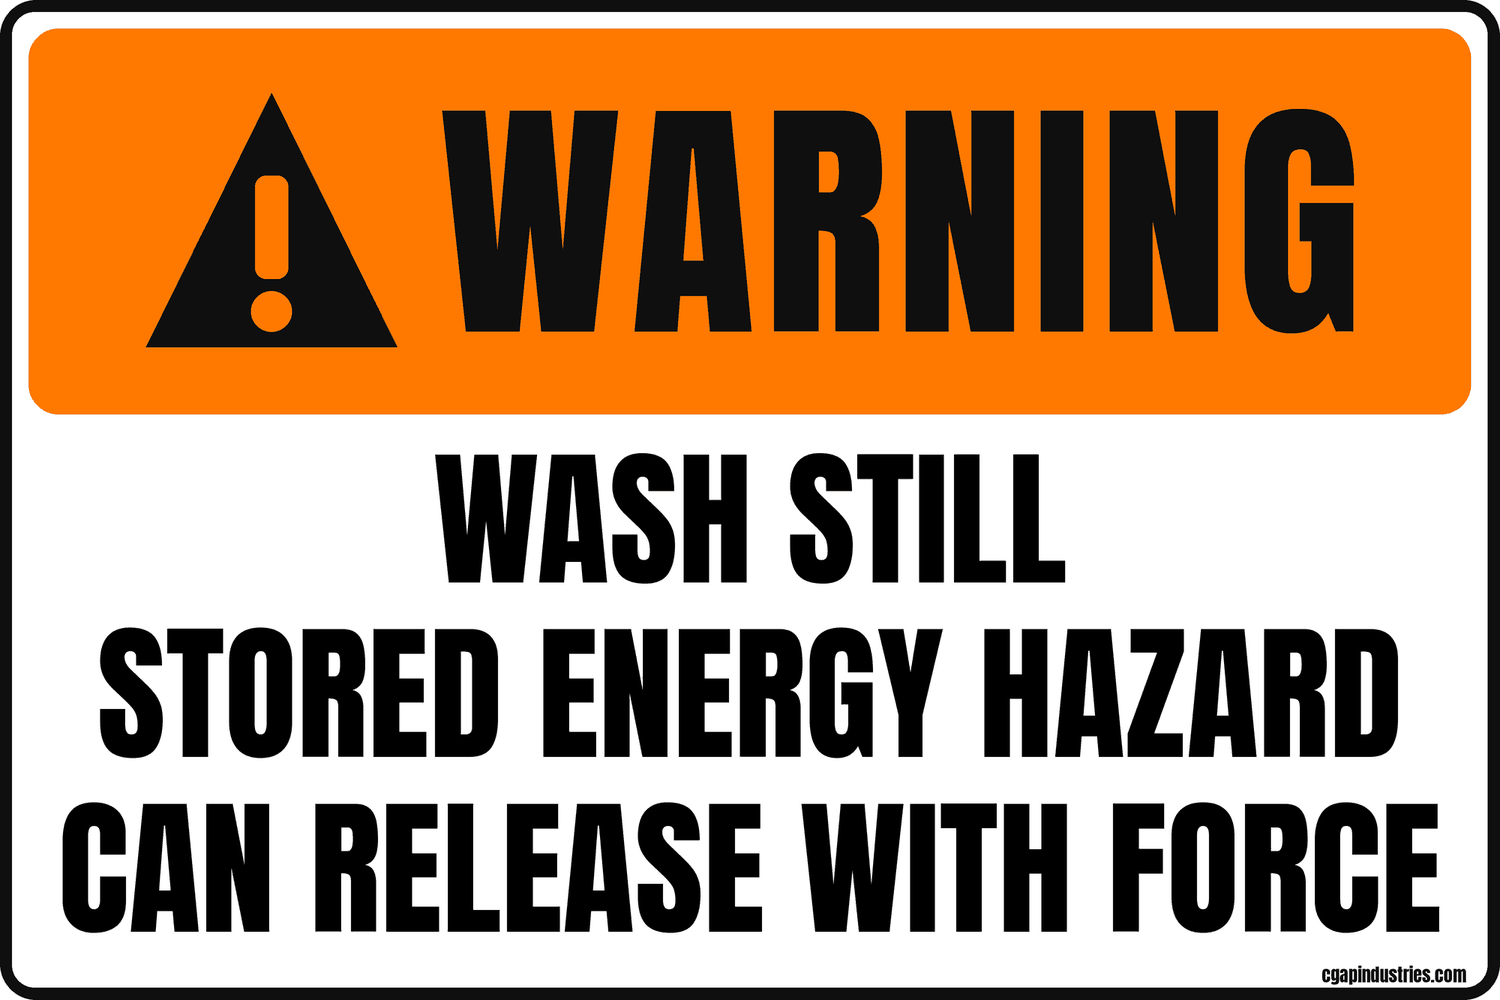 WARNING
WASH STILL
STORED ENERGY HAZARD
CAN RELEASE WITH FORCE
cgapindustries.com